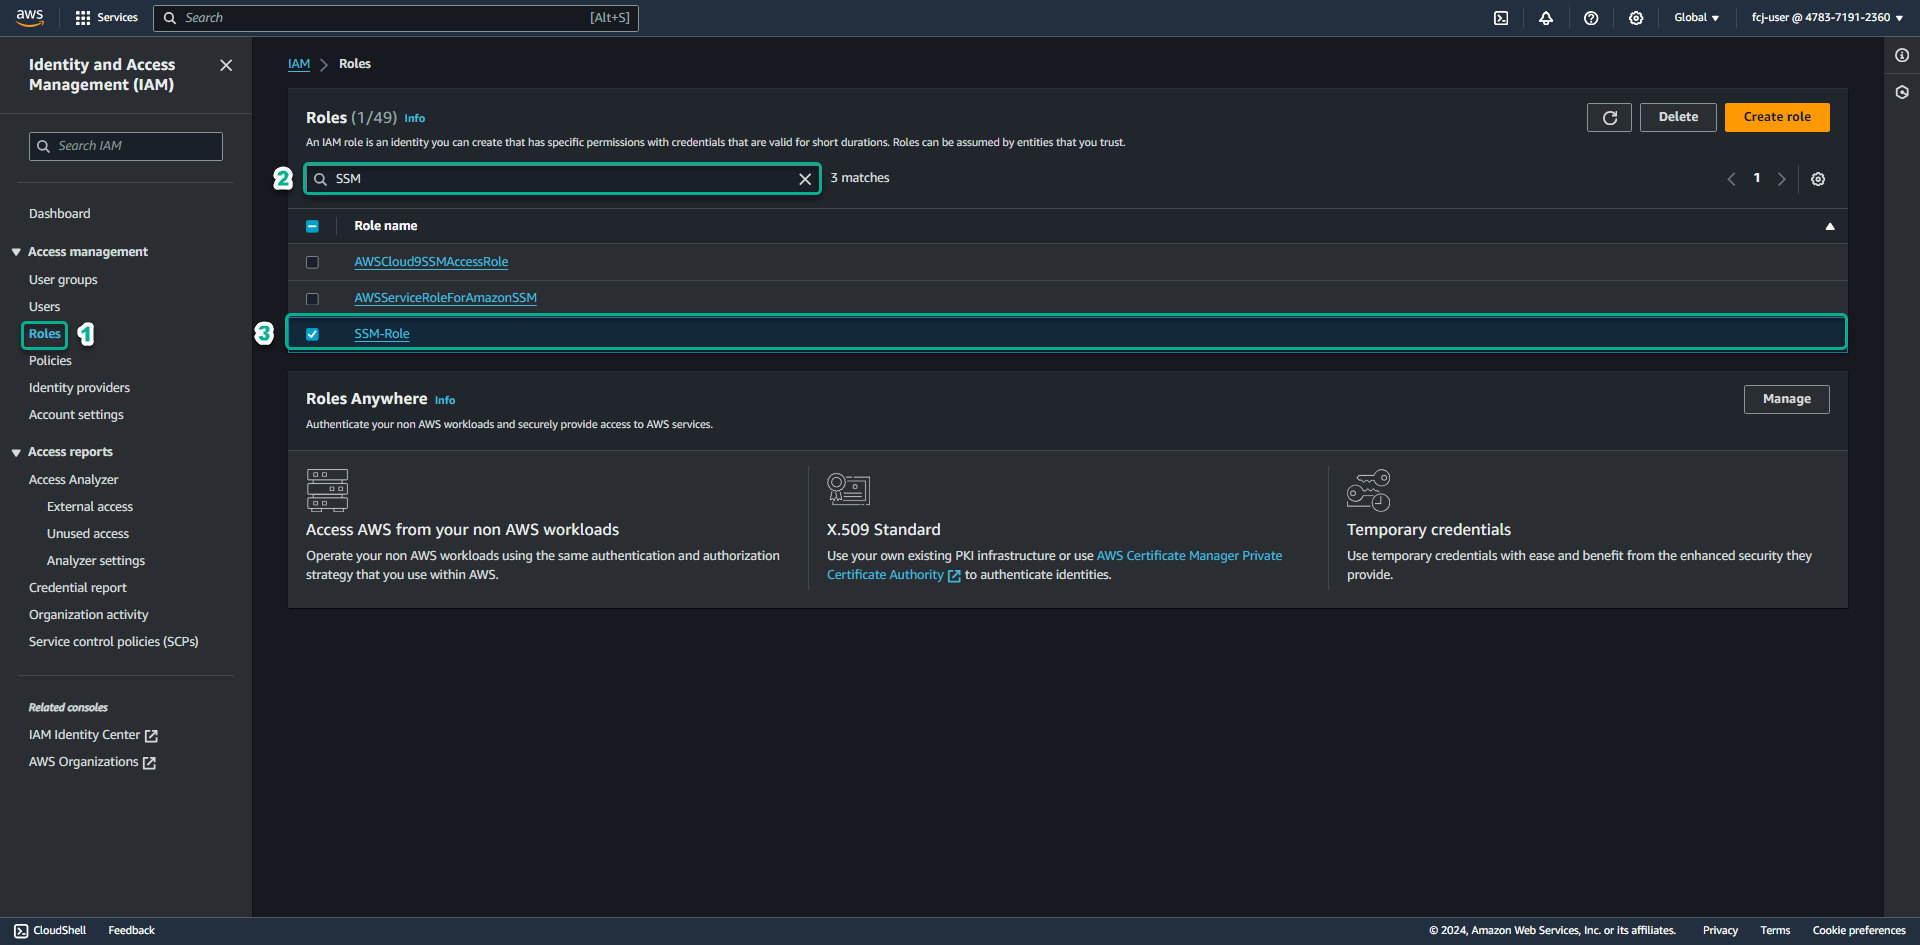 aws
Services
Search
[Alt+S]
Global
fcj-user @ 4783-7191-2360
Identity and Access
Management (IAM)
Search IAM
Dashboard
Access management
User groups
Users
Roles
1
Policies
Identity providers
Account settings
Access reports
Access Analyzer
External access
Unused access
Analyzer settings
Credential report
Organization activity
Service control policies (SCPs)
Related consoles
IAM Identity Center
AWS Organizations
IAM
Roles
Roles (1/49) Info
Delete
Create role
An IAM role is an identity you can create that has specific permissions with credentials that are valid for short durations. Roles can be assumed by entities that you trust.
2
SSM
3 matches
1
Role name
AWSCloud9SSMAccessRole
AWSServiceRoleForAmazonSSM
3
SSM-Role
Roles Anywhere Info
Manage
Authenticate your non AWS workloads and securely provide access to AWS services.
Access AWS from your non AWS workloads
Operate your non AWS workloads using the same authentication and authorization
strategy that you use within AWS.
X.509 Standard
Use your own existing PKI infrastructure or use AWS Certificate Manager Private
Certificate Authority to authenticate identities.
Temporary credentials
Use temporary credentials with ease and benefit from the enhanced security they
provide.
CloudShell
Feedback
© 2024, Amazon Web Services, Inc. or its affiliates.
Privacy
Terms
Cookie preferences